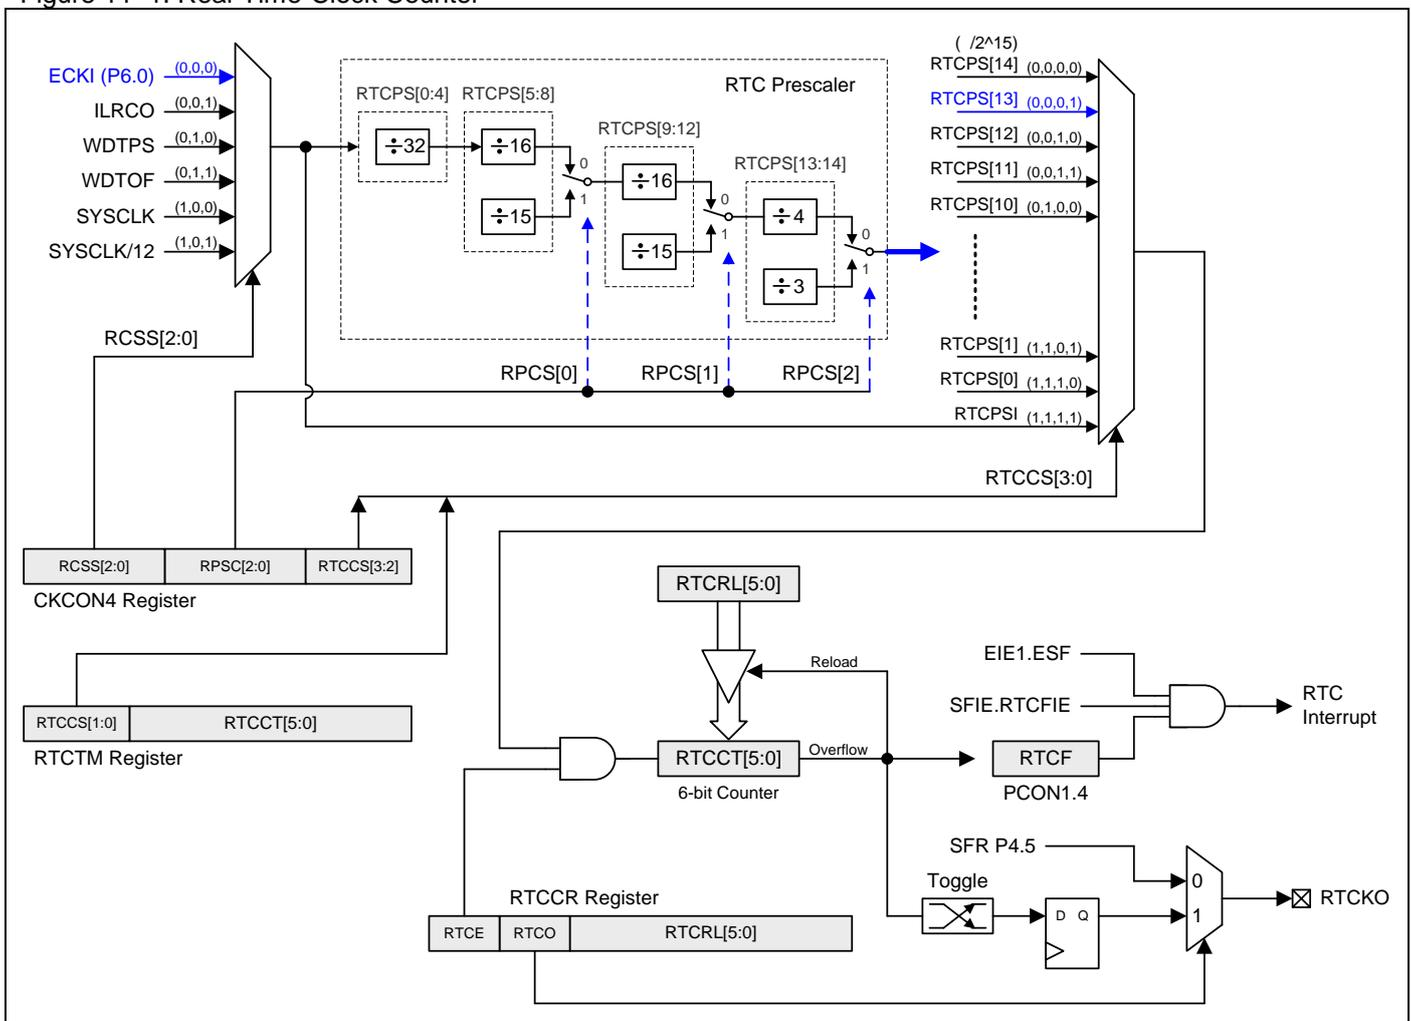 Figure 11-1. Real-Time-Clock Counter
( /2^15)
ECKI (P6.0) (0,0,0)
ILRCO (0,0,1)
WDTPS (0,1,0)
WDTOF (0,1,1)
SYSCLK (1,0,0)
SYSCLK/12 (1,0,1)
RCSS[2:0]
RTC Prescaler
RTCPS[0:4]
÷32
RTCPS[5:8]
÷16
÷15
0
1
RTCPS[9:12]
÷16
÷15
0
1
RTCPS[13:14]
÷4
÷3
0
1
RPCS[0]
RPCS[1]
RPCS[2]
RTCPS[14] (0,0,0,0)
RTCPS[13] (0,0,0,1)
RTCPS[12] (0,0,1,0)
RTCPS[11] (0,0,1,1)
RTCPS[10] (0,1,0,0)
RTCPS[1] (1,1,0,1)
RTCPS[0] (1,1,1,0)
RTCPSI (1,1,1,1)
RTCCS[3:0]
RCSS[2:0] RPSC[2:0] RTCCS[3:2]
CKCON4 Register
RTCCS[1:0] RTCCT[5:0]
RTCTM Register
RTCRL[5:0]
Reload
RTCCT[5:0]
6-bit Counter
Overflow
EIE1.ESF
SFIE.RTCFIE
RTCF
PCON1.4
RTC
Interrupt
SFR P4.5
Toggle
D Q
0
1
RTCKO
RTCCR Register
RTCE RTCO RTCRL[5:0]